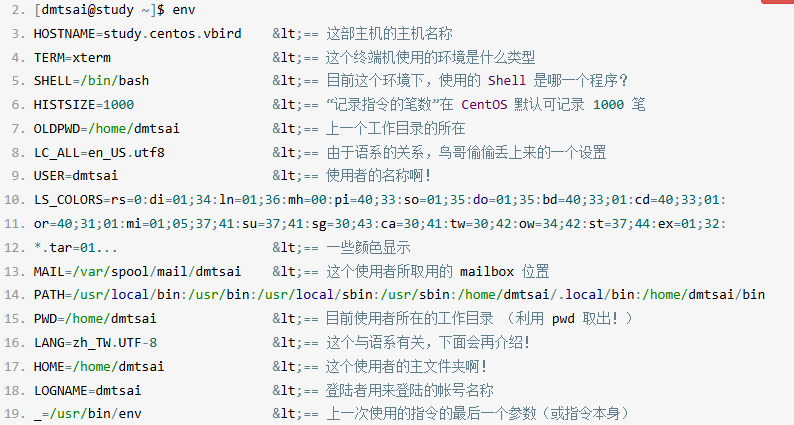 2. [dmtsai@study ~]$ env
3. HOSTNAME=study.centos.vbird    &lt;== 这部主机的主机名称
4. TERM=xterm                     &lt;== 这个终端机使用的环境是什么类型
5. SHELL=/bin/bash                &lt;== 目前这个环境下，使用的 Shell 是哪一个程序？
6. HISTSIZE=1000                  &lt;== “记录指令的笔数”在 CentOS 默认可记录 1000 笔
7. OLDPWD=/home/dmtsai            &lt;== 上一个工作目录的所在
8. LC_ALL=en_US.utf8              &lt;== 由于语系的关系，鸟哥偷偷丢上来的一个设置
9. USER=dmtsai                    &lt;== 使用者的名称啊！
10. LS_COLORS=rs=0:di=01;34:ln=01;36:mh=00:pi=40;33:so=01;35:do=01;35:bd=40;33;01:cd=40;33;01:
11. or=40;31;01:mi=01;05;37;41:su=37;41:sg=30;43:ca=30;41:tw=30;42:ow=34;42:st=37;44:ex=01;32:
12. *.tar=01...                    &lt;== 一些颜色显示
13. MAIL=/var/spool/mail/dmtsai    &lt;== 这个使用者所取用的 mailbox 位置
14. PATH=/usr/local/bin:/usr/bin:/usr/local/sbin:/usr/sbin:/home/dmtsai/.local/bin:/home/dmtsai/bin
15. PWD=/home/dmtsai               &lt;== 目前使用者所在的工作目录 （利用 pwd 取出！）
16. LANG=zh_TW.UTF-8               &lt;== 这个与语系有关，下面会再介绍！
17. HOME=/home/dmtsai              &lt;== 这个使用者的主文件夹啊！
18. LOGNAME=dmtsai                 &lt;== 登陆者用来登陆的帐号名称
19. _=/usr/bin/env                 &lt;== 上一次使用的指令的最后一个参数（或指令本身）